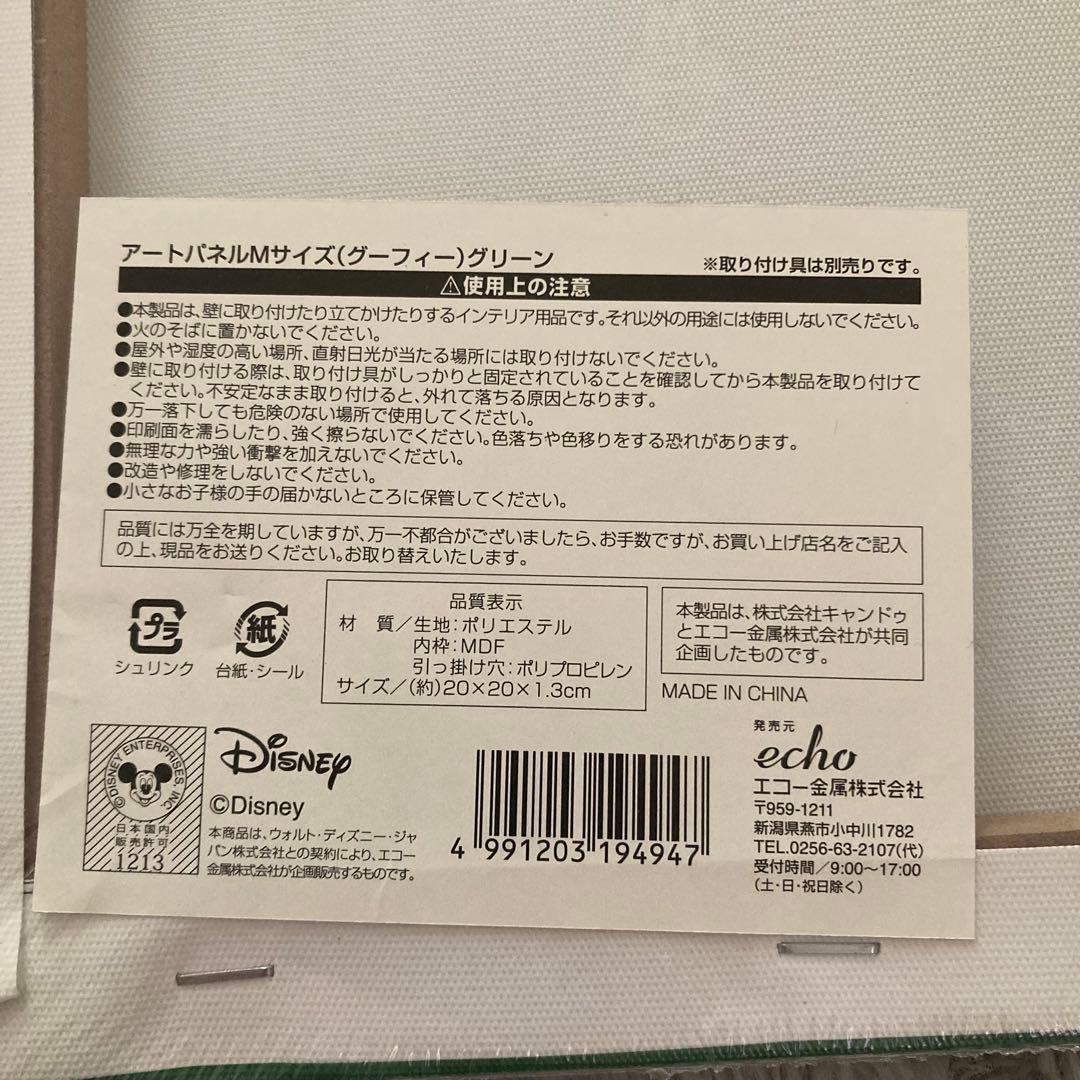 アートパネルMサイズ(グーフィー)グリーン
※取り付け具は別売りです。
⚠使用上の注意
●本製品は、壁に取り付けたり立てかけたりするインテリア用品です。それ以外の用途には使用しないでください。
●火のそばに置かないでください。
●屋外や湿度の高い場所、直射日光が当たる場所には取り付けないでください。
●壁に取り付ける際は、取り付け具がしっかりと固定されていることを確認してから本製品を取り付けて
ください。不安定なまま取り付けると、外れて落ちる原因となります。
●万一落下しても危険のない場所で使用してください。
●印刷面を濡らしたり、強く擦らないでください。色落ちや色移りをする恐れがあります。
●無理な力や強い衝撃を加えないでください。
●改造や修理をしないでください。
●小さなお子様の手の届かないところに保管してください。
品質には万全を期していますが、万一不都合がございましたら、お手数ですが、お買い上げ店名をご記入
の上、現品をお送りください。お取り替えいたします。
プラ
シュリンク
紙
台紙・シール
品質表示
材 質/生地:ポリエステル
内枠:MDF
引っ掛け穴:ポリプロピレン
サイズ/(約)20×20×1.3cm
本製品は、株式会社キャンドゥ
とエコー金属株式会社が共同
企画したものです。
MADE IN CHINA
©DISNEY ENTERPRISES, INC.
日本国内
販売許可
1213
Disney
©Disney
本商品は、ウォルト・ディズニー・ジャ
パン株式会社との契約により、エコー
金属株式会社が企画販売するものです。
4 991203 194947
発売元
echo
エコー金属株式会社
〒959-1211
新潟県燕市小中川1782
TEL.0256-63-2107(代)
受付時間/9:00〜17:00
(土・日・祝日除く)